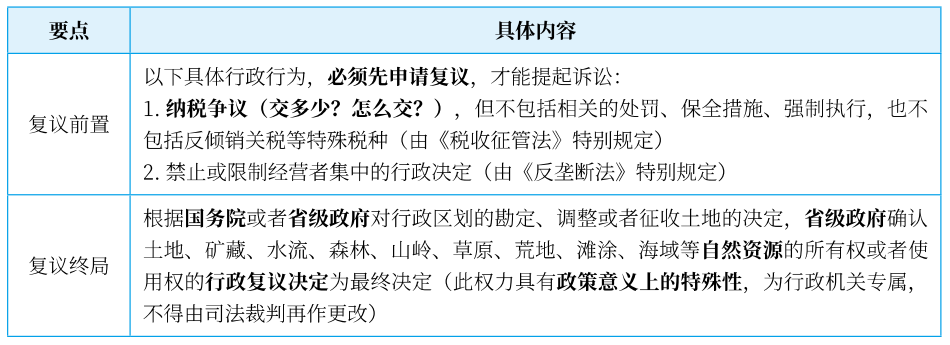 要点
具体内容
复议前置
以下具体行政行为，必须先申请复议，才能提起诉讼：
1. 纳税争议（交多少？怎么交？），但不包括相关的处罚、保全措施、强制执行，也不
包括反倾销关税等特殊税种（由《税收征管法》特别规定）
2. 禁止或限制经营者集中的行政决定（由《反垄断法》特别规定）
复议终局
根据国务院或者省级政府对行政区划的勘定、调整或者征收土地的决定，省级政府确认
土地、矿藏、水流、森林、山岭、草原、荒地、滩涂、海域等自然资源的所有权或者使
用权的行政复议决定为最终决定（此权力具有政策意义上的特殊性，为行政机关专属，
不得由司法裁判再作更改）